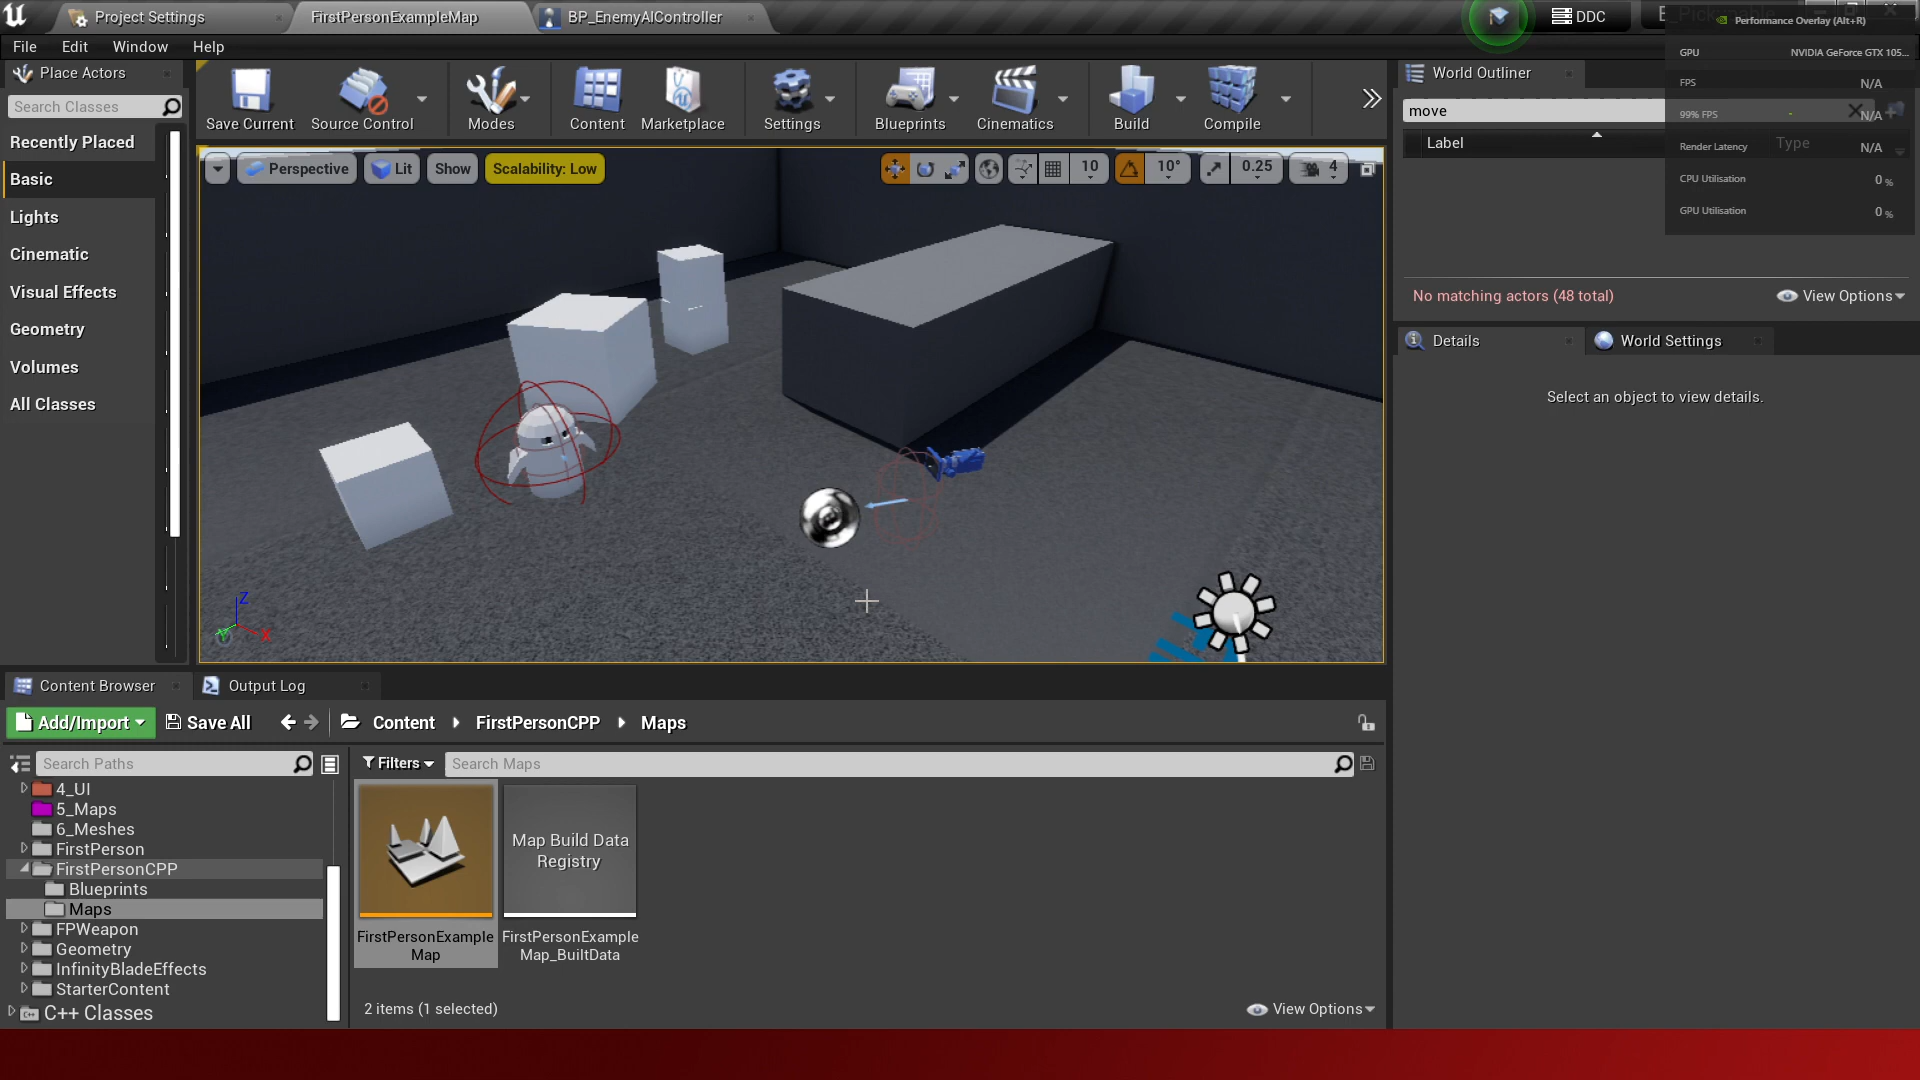 Project Settings
FirstPersonExampleMap
BP_EnemyAIController
DDC
Performance Overlay (Alt+R)
File
Edit
Window
Help
GPU
NVIDIA GeForce GTX 105...
FPS
N/A
99% FPS
-
N/A
Render Latency
N/A
CPU Utilisation
0 %
GPU Utilisation
0 %
Place Actors
Search Classes
Recently Placed
Basic
Lights
Cinematic
Visual Effects
Geometry
Volumes
All Classes
Save Current
Source Control
Modes
Content
Marketplace
Settings
Blueprints
Cinematics
Build
Compile
Perspective
Lit
Show
Scalability: Low
10
10°
0.25
4
Z
X
Y
World Outliner
move
Label
Type
No matching actors (48 total)
View Options
Details
World Settings
Select an object to view details.
Content Browser
Output Log
Add/Import
Save All
Content
FirstPersonCPP
Maps
Search Paths
Filters
Search Maps
4_UI
5_Maps
6_Meshes
FirstPerson
FirstPersonCPP
Blueprints
Maps
FPWeapon
Geometry
InfinityBladeEffects
StarterContent
C++ Classes
FirstPersonExample
Map
Map Build Data
Registry
FirstPersonExample
Map_BuiltData
2 items (1 selected)
View Options